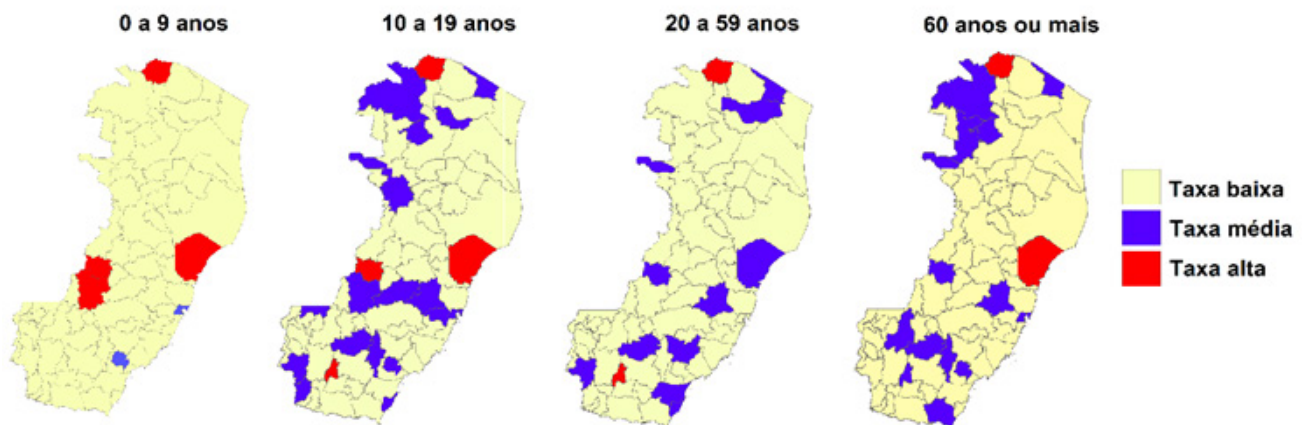 0 a 9 anos
10 a 19 anos
20 a 59 anos
60 anos ou mais
Taxa baixa
Taxa média
Taxa alta